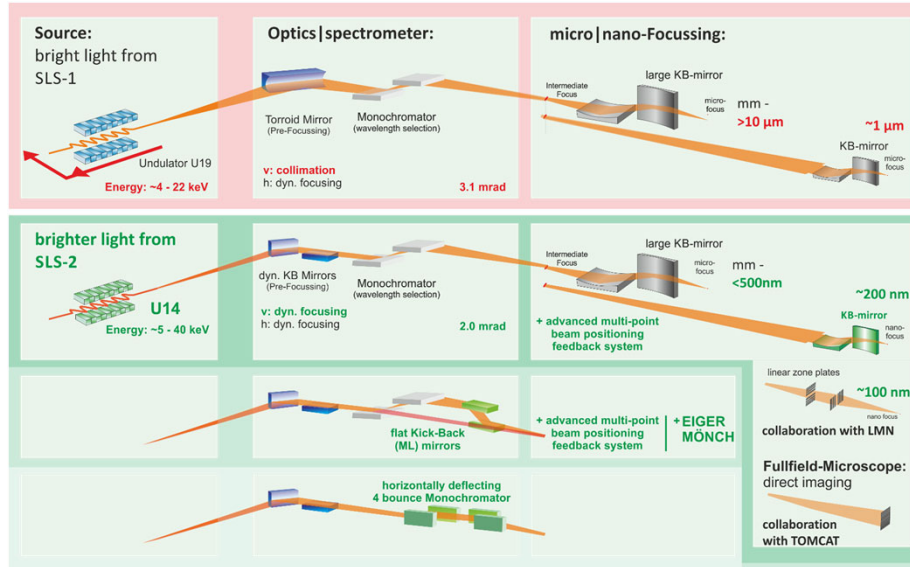 Source:
bright light from
SLS-1
Undulator U19
Energy: ~4 - 22 keV
Optics|spectrometer:
Torroid Mirror
(Pre-Focussing)
Monochromator
(wavelength selection)
v: collimation
h: dyn. focusing
3.1 mrad
micro|nano-Focussing:
Intermediate
Focus
large KB-mirror
micro-
focus
mm -
>10 µm
~1 µm
KB-mirror
micro-
focus
brighter light from
SLS-2
U14
Energy: ~5 - 40 keV
dyn. KB Mirrors
(Pre-Focussing)
Monochromator
(wavelength selection)
v: dyn. focusing
h: dyn. focusing
2.0 mrad
Intermediate
Focus
large KB-mirror
micro-
focus
mm -
<500nm
~200 nm
KB-mirror
nano-
focus
+ advanced multi-point
beam positioning
feedback system
flat Kick-Back
(ML) mirrors
+ advanced multi-point
beam positioning
feedback system
+ EIGER
MÖNCH
linear zone plates
~100 nm
nano focus
collaboration with LMN
horizontally deflecting
4 bounce Monochromator
Fullfield-Microscope:
direct imaging
collaboration
with TOMCAT